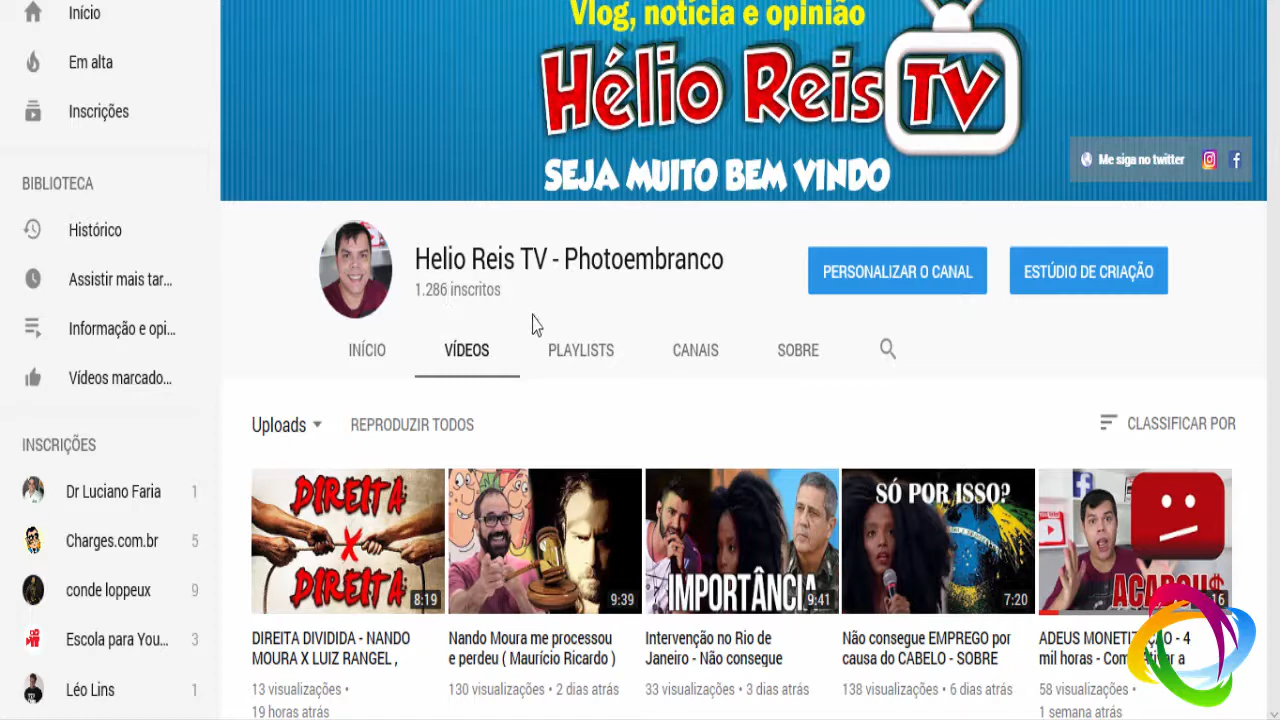 Início
Em alta
Inscrições
BIBLIOTECA
Histórico
Assistir mais tar...
Informação e opi...
Vídeos marcado...
INSCRIÇÕES
Dr Luciano Faria 1
Charges.com.br 5
conde loppeux 9
Escola para You... 3
Léo Lins 1
Vlog, notícia e opinião
Hélio Reis TV
SEJA MUITO BEM VINDO
Me siga no twitter
Helio Reis TV - Photoembranco
1.286 inscritos
PERSONALIZAR O CANAL
ESTÚDIO DE CRIAÇÃO
INÍCIO VÍDEOS PLAYLISTS CANAIS SOBRE
Uploads REPRODUZIR TODOS CLASSIFICAR POR
DIREITA
X
DIREITA
8:19
DIREITA DIVIDIDA - NANDO
MOURA X LUIZ RANGEL ,
13 visualizações •
19 horas atrás
9:39
Nando Moura me processou
e perdeu ( Maurício Ricardo )
130 visualizações • 2 dias atrás
IMPORTÂNCIA
9:41
Intervenção no Rio de
Janeiro - Não consegue
33 visualizações • 3 dias atrás
SÓ POR ISSO?
7:20
Não consegue EMPREGO por
causa do CABELO - SOBRE
138 visualizações • 6 dias atrás
ACABOU
16
ADEUS MONETIZAÇÃO - 4
mil horas -
58 visualizações •
1 semana atrás